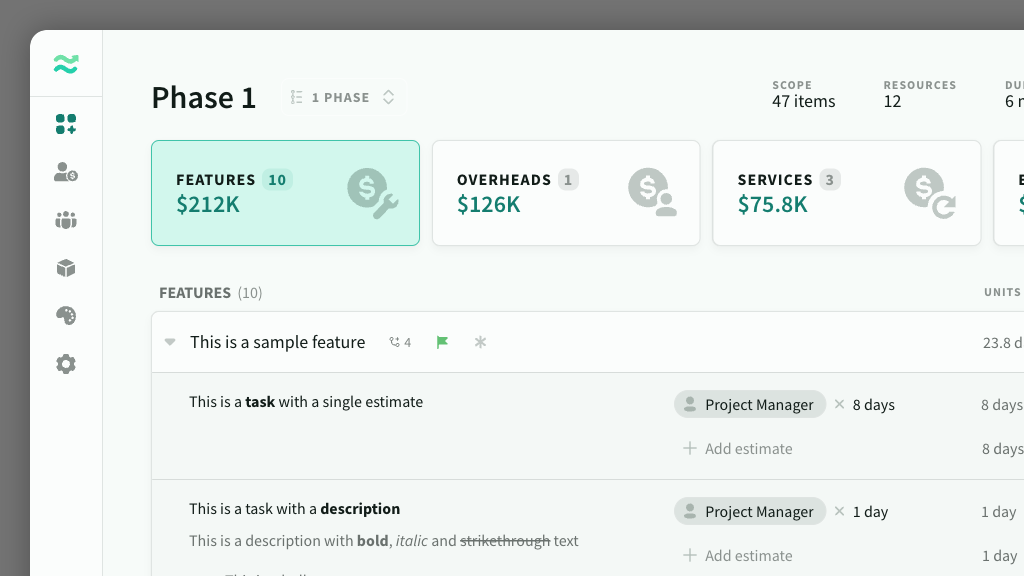 Phase 1
1 PHASE
SCOPE
47 items
RESOURCES
12
6
FEATURES 10
$212K
OVERHEADS 1
$126K
SERVICES 3
$75.8K
FEATURES (10)
UNITS
This is a sample feature
4
23.8 d
This is a task with a single estimate
Project Manager × 8 days
8 days
Add estimate
8 days
This is a task with a description
Project Manager × 1 day
1 day
This is a description with bold, italic and strikethrough text
Add estimate
1 day